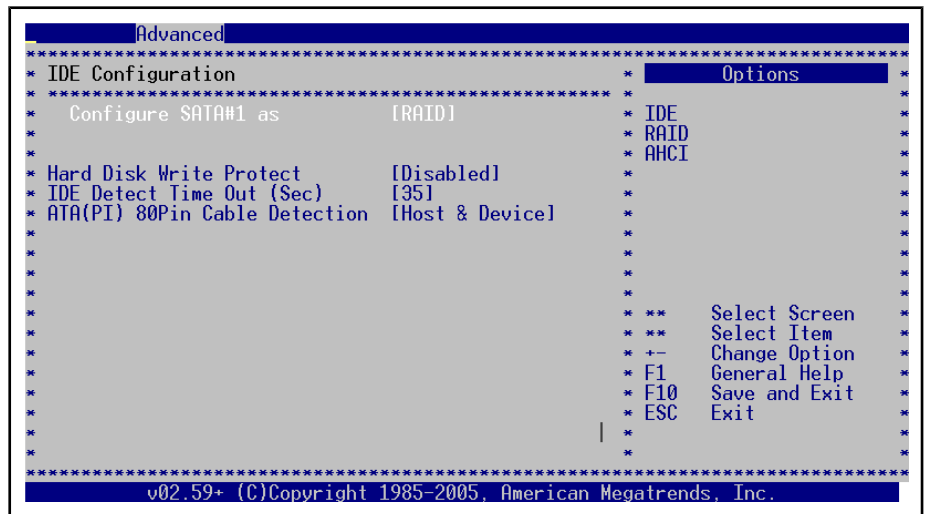 Advanced
********************************************************************************
* IDE Configuration * Options *
* *************************************************** * *
* Configure SATA#1 as [RAID] * IDE *
* * RAID *
* * AHCI *
* Hard Disk Write Protect [Disabled] * *
* IDE Detect Time Out (Sec) [35] * *
* ATA(PI) 80Pin Cable Detection [Host & Device] * *
* * *
* * *
* * *
* * *
* * ** Select Screen *
* * ** Select Item *
* * +- Change Option *
* * F1 General Help *
* * F10 Save and Exit *
* * ESC Exit *
* | * *
* * *
********************************************************************************
v02.59+ (C)Copyright 1985-2005, American Megatrends, Inc.